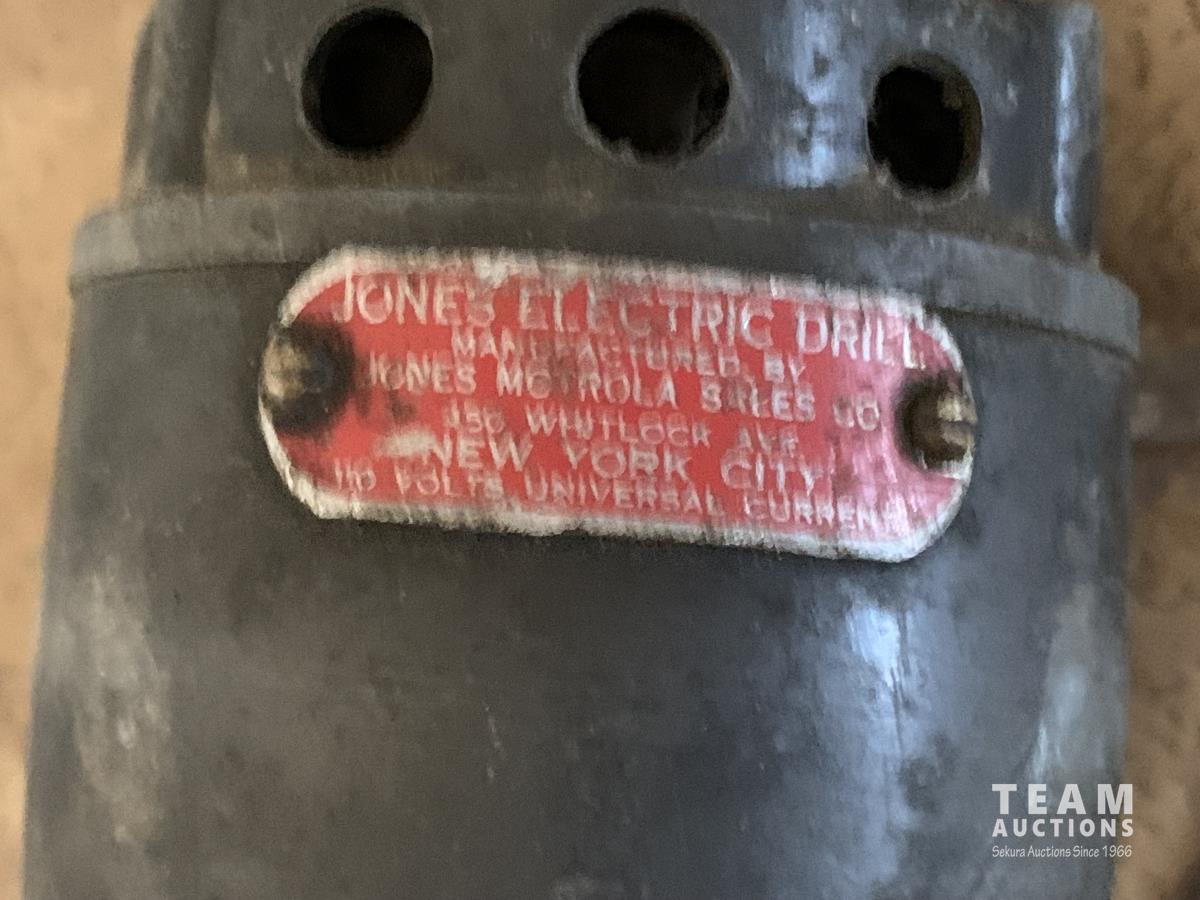 JONES ELECTRIC DRILL
MANUFACTURED BY
JONES MOTROLA SALES CO
WHITLOCK AVE
NEW YORK CITY
110 VOLTS UNIVERSAL CURRENT
TEAM
AUCTIONS
Sekura Auctions Since 1966